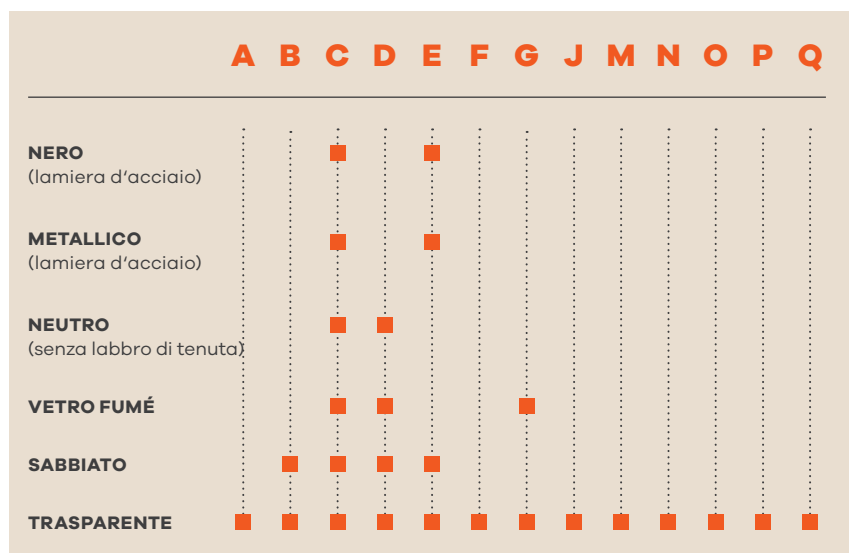 A B C D E F G J M N O P Q
NERO
(lamiera d'acciaio)
METALLICO
(lamiera d'acciaio)
NEUTRO
(senza labbro di tenuta)
VETRO FUMÉ
SABBIATO
TRASPARENTE